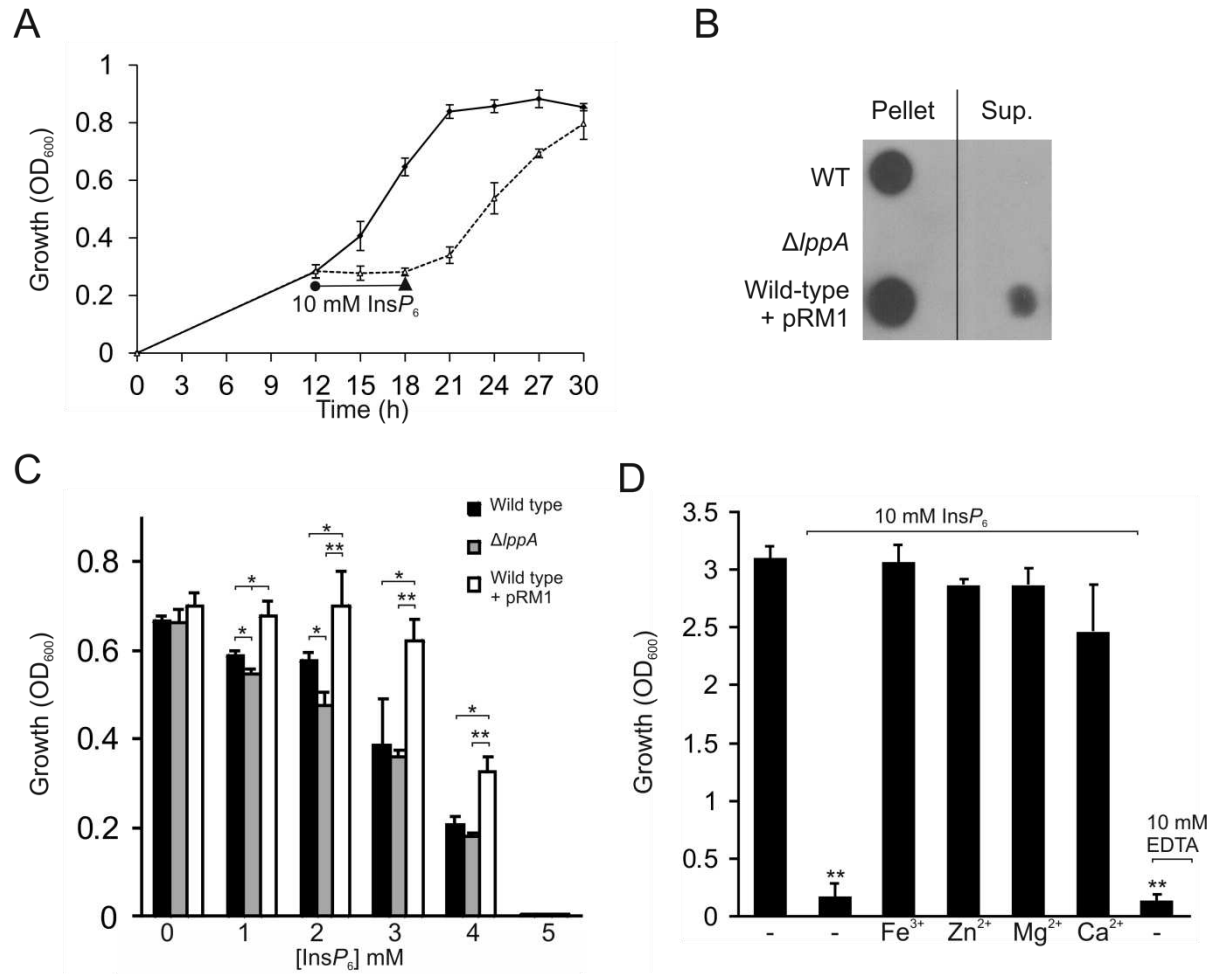 A
Growth (OD600)
1
0.8
0.6
0.4
0.2
0
10 mM InsP6
0 3 6 9 12 15 18 21 24 27 30
Time (h)
B
Pellet Sup.
WT
ΔlppA
Wild-type
+ pRM1
C
Growth (OD600)
0.8
0.6
0.4
0.2
0
Wild type
ΔlppA
Wild type
+ pRM1
* *
* ** *
* **
* **
0 1 2 3 4 5
[InsP6] mM
D
Growth (OD600)
3.5
3
2.5
2
1.5
1
0.5
0
10 mM InsP6
10 mM
EDTA
** **
- - Fe3+ Zn2+ Mg2+ Ca2+ -